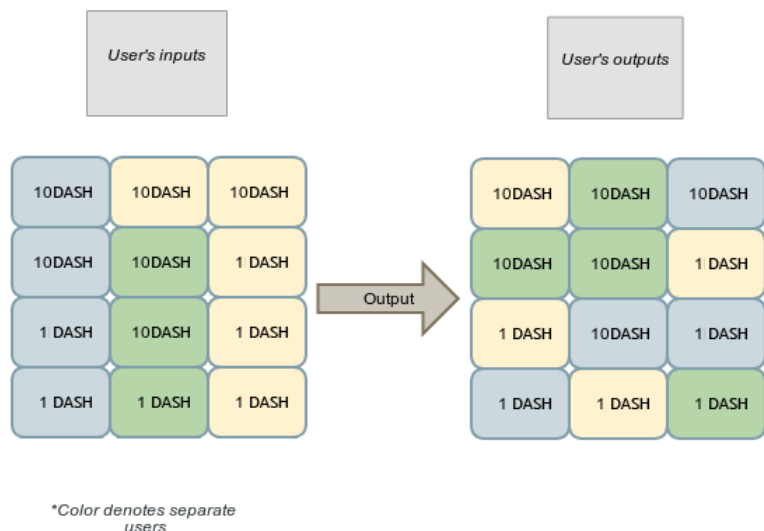 User's inputs
User's outputs
10DASH 10DASH 10DASH
10DASH 10DASH 1 DASH
1 DASH 10DASH 1 DASH
1 DASH 1 DASH 1 DASH
Output
10DASH 10DASH 10DASH
10DASH 10DASH 1 DASH
1 DASH 10DASH 1 DASH
1 DASH 1 DASH 1 DASH
*Color denotes separate
users